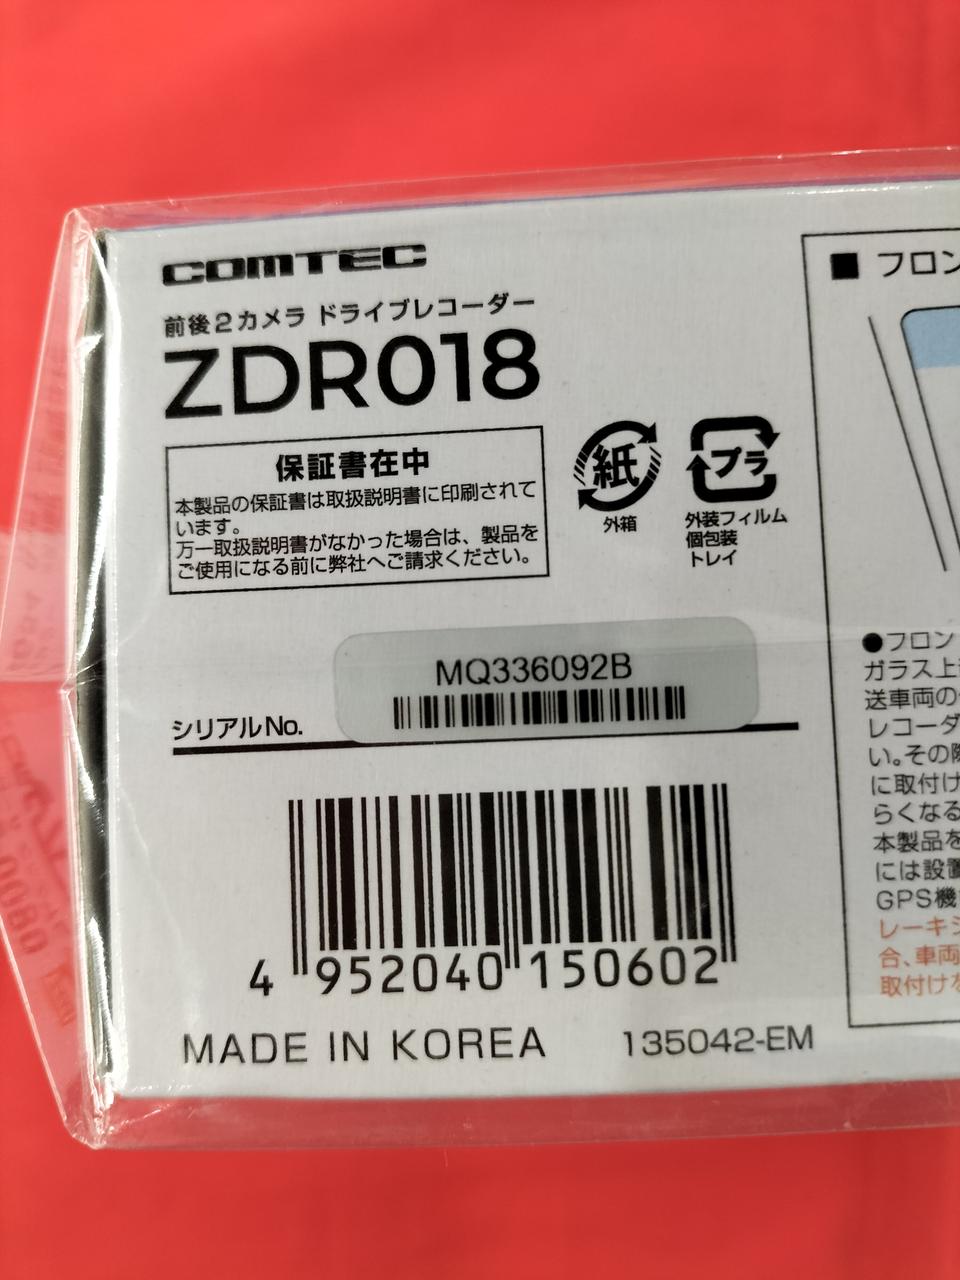 COMTEC
前後2カメラ ドライブレコーダー
ZDR018
保証書在中
本製品の保証書は取扱説明書に印刷されて
います。
万一取扱説明書がなかった場合は、製品を
ご使用になる前に弊社へご請求ください。
紙
外箱
プラ
外装フィルム
個包装
トレイ
シリアルNo.
MQ336092B
4 952040 150602
MADE IN KOREA
135042-EM
■ フロン
●フロン
ガラス上
送車両の
レコーダ
い。その際
に取付け
らくなる
本製品を
には設置
GPS機
レーキシ
合、車両
取付けを